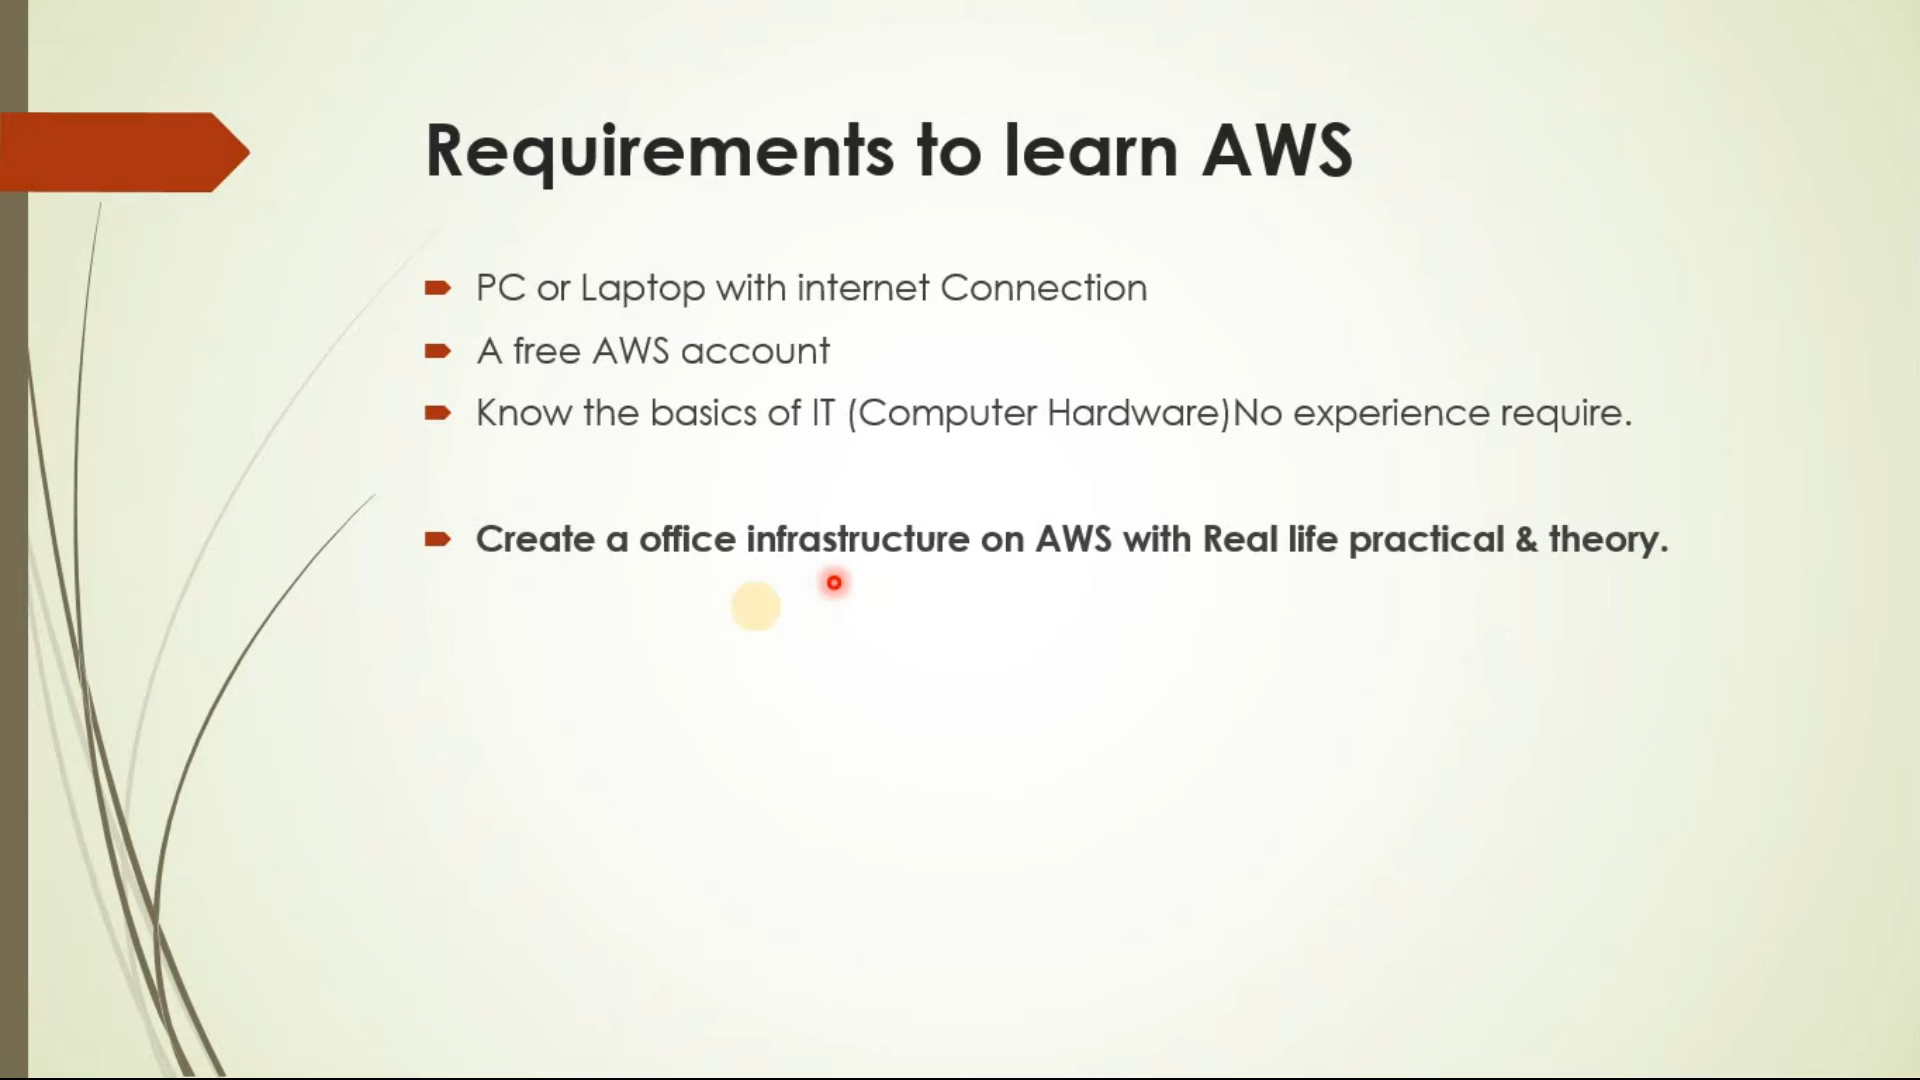 Requirements to learn AWS
PC or Laptop with internet Connection
A free AWS account
Know the basics of IT (Computer Hardware)No experience require.
Create a office infrastructure on AWS with Real life practical & theory.